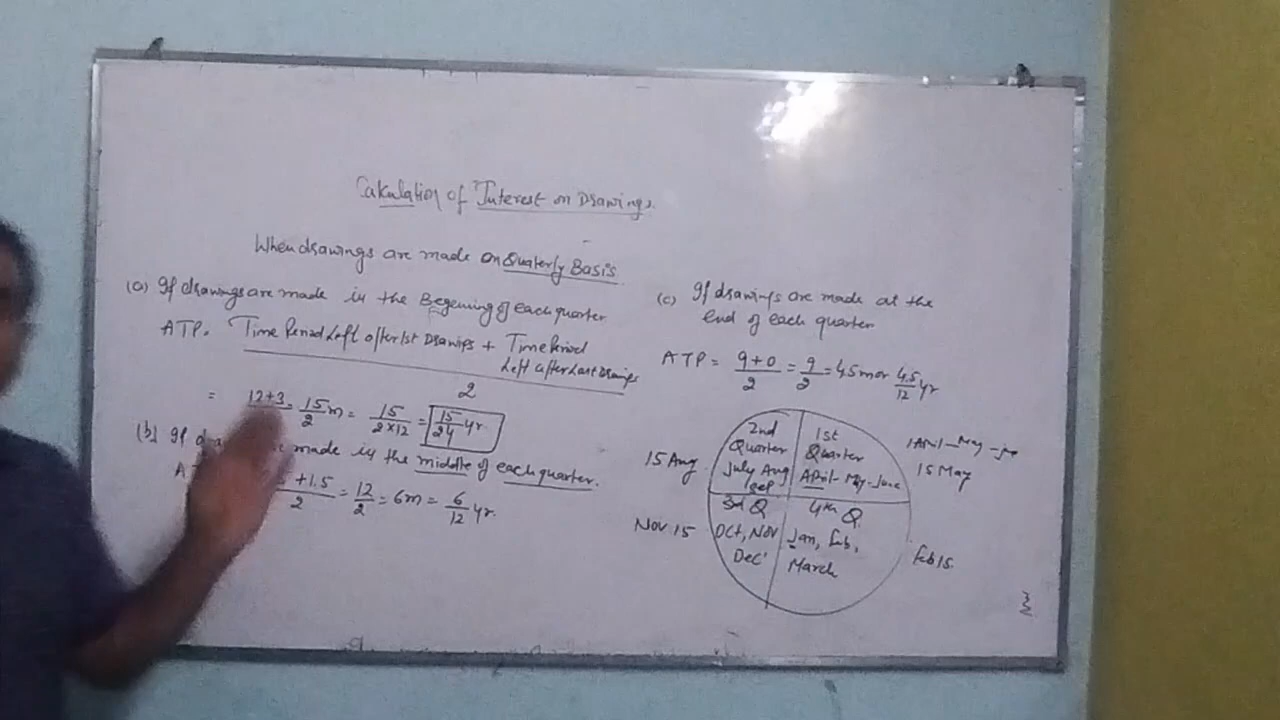 Calculation of Interest on Drawings.
When drawings are made on Quaterly Basis.
(a) If drawings are made in the Begenning of each quarter
ATP. Time Period Left after 1st Drawings + Time Period
Left after Last Drawings
2
= 12+3 = 15/2 m = 15/2×12 = 15/24 yr
(b) If made in the middle of each quarter.
+1.5/2 = 12/2 = 6m = 6/12 yr.
(c) If drawings are made at the
end of each quarter
ATP = 9+0/2 = 9/2 = 4.5 m or 4.5/12 yr
2nd
Quarter
July Aug
Sep
1st
Quarter
April-May-June
15 Aug
1 April - May -
15 May
3rd Q
Oct, Nov
Dec'
4th Q
Jan, Feb,
March
Nov 15
Feb 15